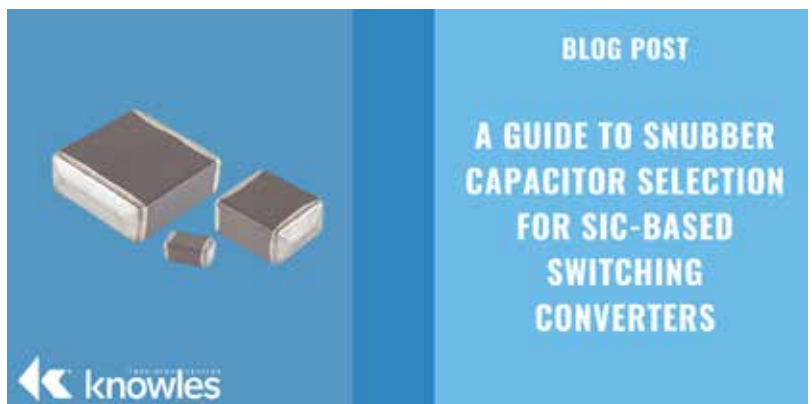 BLOG POST
A GUIDE TO SNUBBER
CAPACITOR SELECTION
FOR SIC-BASED
SWITCHING
CONVERTERS
knowles